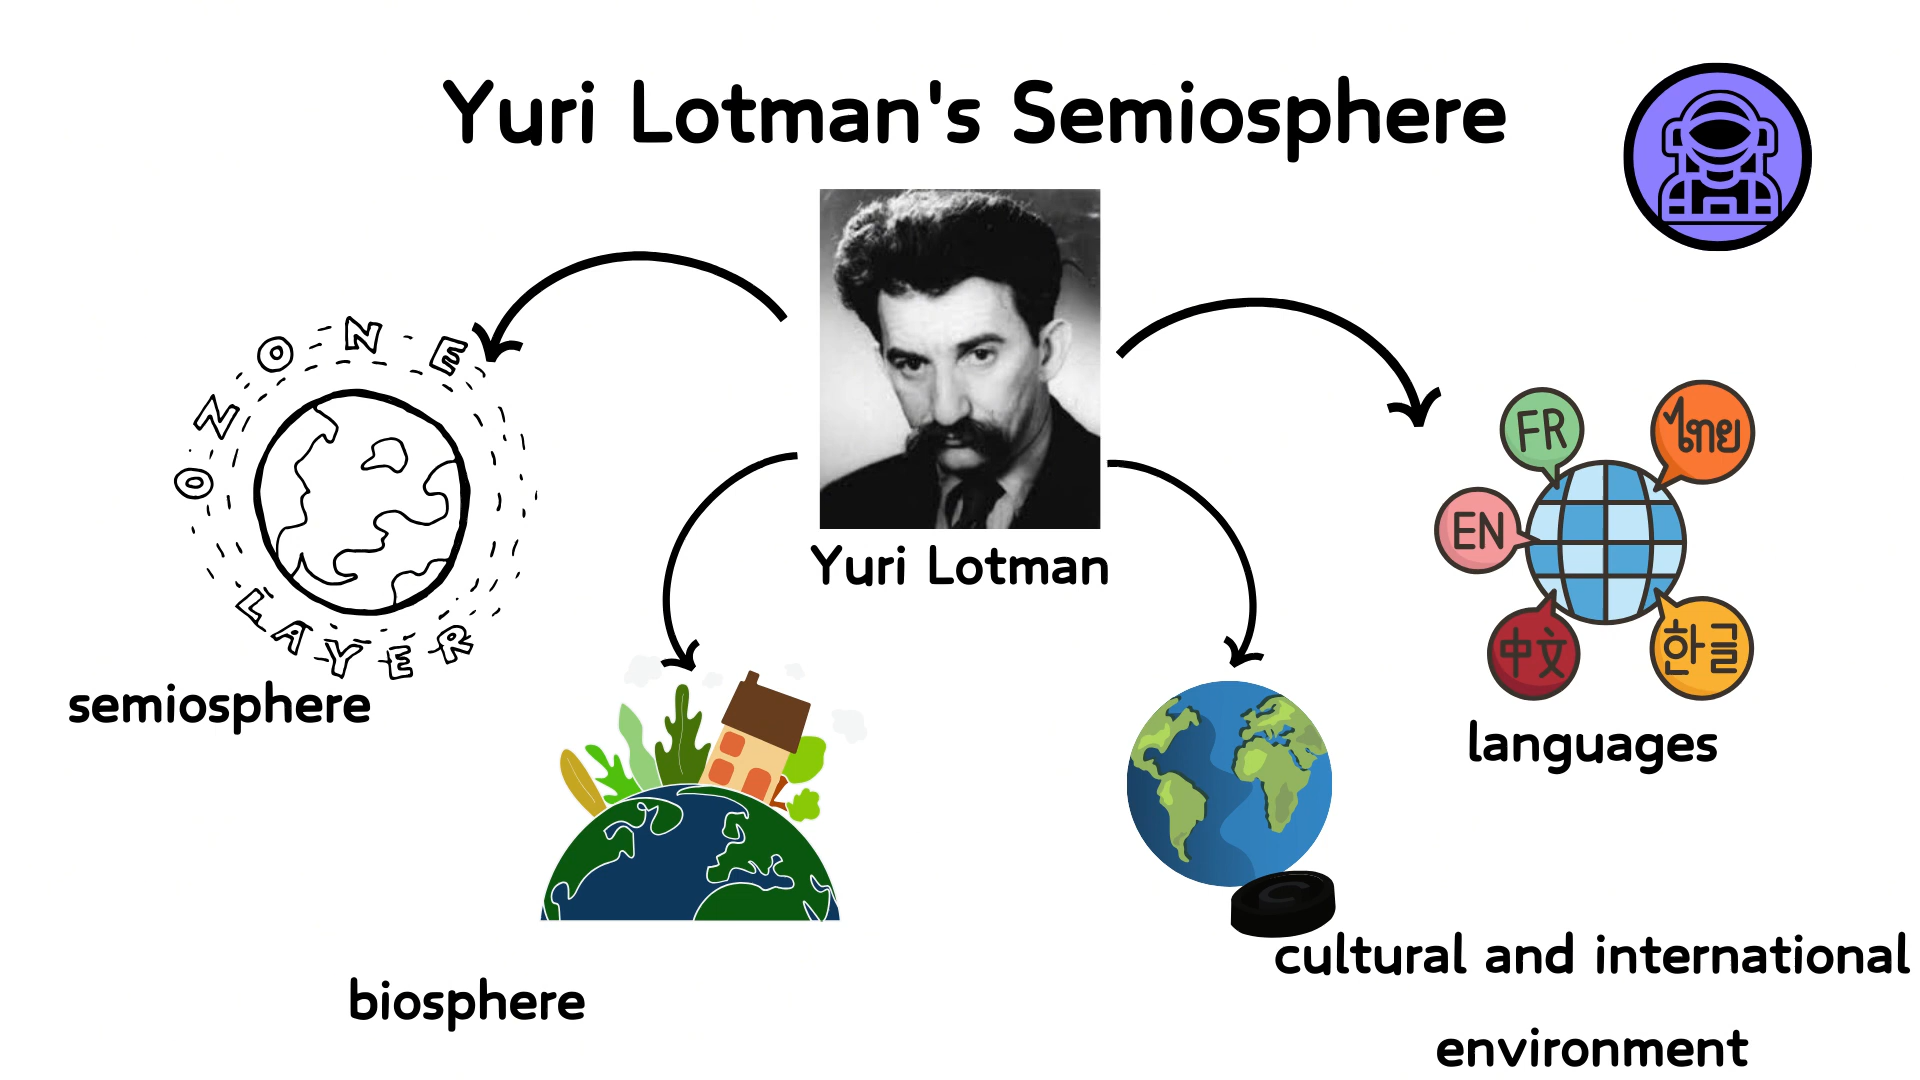 Yuri Lotman's Semiosphere
OZONE
LAYER
semiosphere
Yuri Lotman
biosphere
FR
ไทย
EN
中文
한글
languages
C
cultural and international
environment